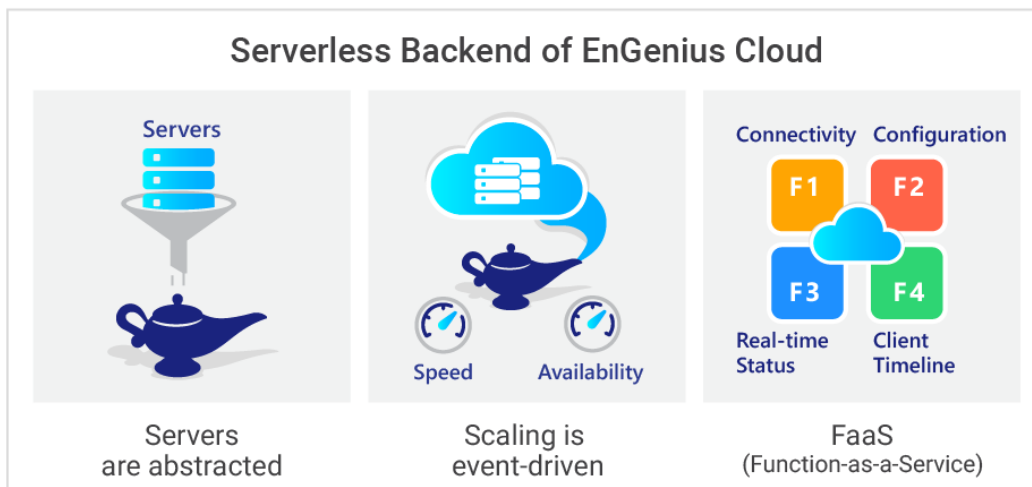 Serverless Backend of EnGenius Cloud
Servers
Speed
Availability
Connectivity
Configuration
F1
F2
F3
F4
Real-time
Status
Client
Timeline
Servers
are abstracted
Scaling is
event-driven
FaaS
(Function-as-a-Service)